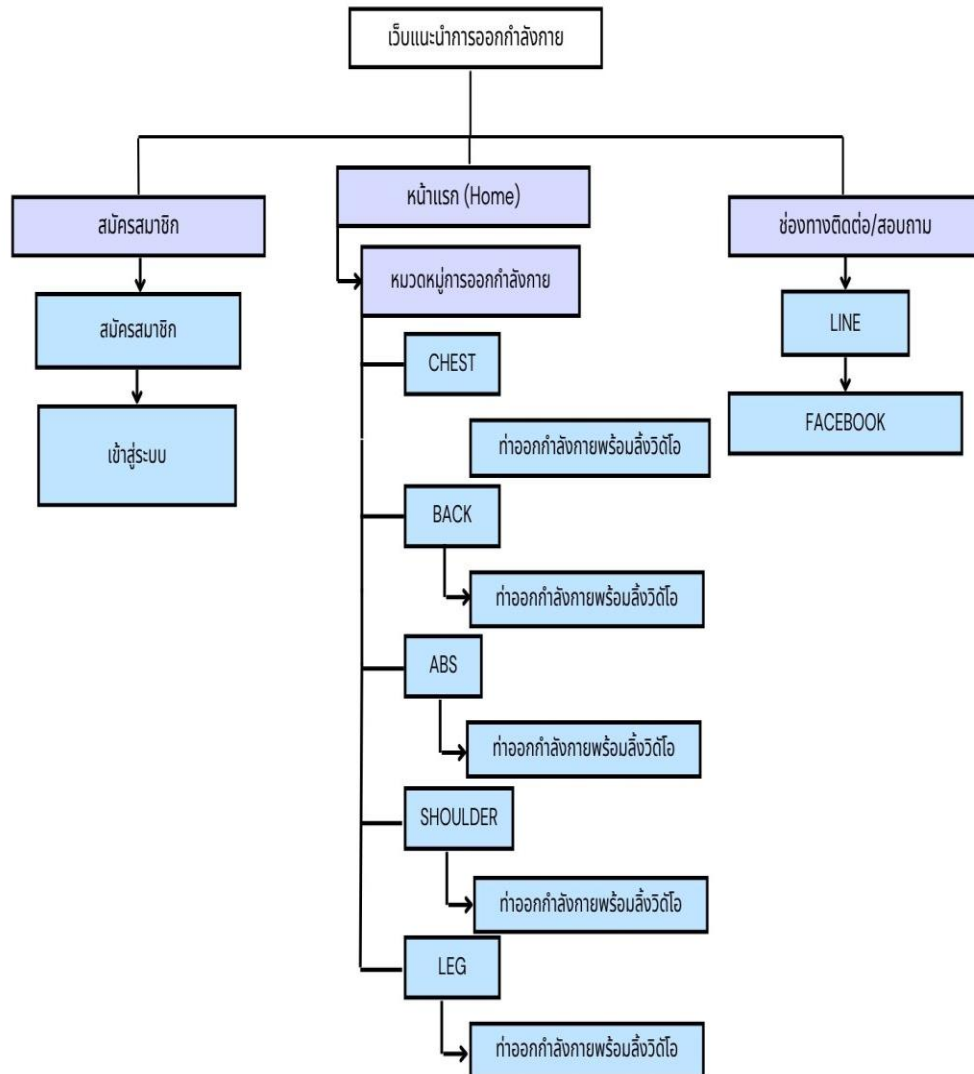 เว็บแนะนำการออกกำลังกาย
สมัครสมาชิก
หน้าแรก (Home)
ช่องทางติดต่อ/สอบถาม
หมวดหมู่การออกกำลังกาย
สมัครสมาชิก
LINE
CHEST
FACEBOOK
เข้าสู่ระบบ
ท่าออกกำลังกายพร้อมลิ้งวิดัโอ
BACK
ท่าออกกำลังกายพร้อมลิ้งวิดัโอ
ABS
ท่าออกกำลังกายพร้อมลิ้งวิดัโอ
SHOULDER
ท่าออกกำลังกายพร้อมลิ้งวิดัโอ
LEG
ท่าออกกำลังกายพร้อมลิ้งวิดัโอ